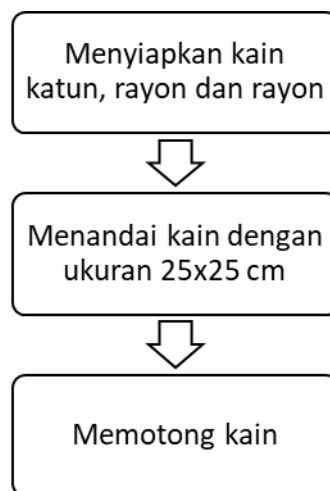 Menyiapkan kain
katun, rayon dan rayon
Menandai kain dengan
ukuran 25x25 cm
Memotong kain